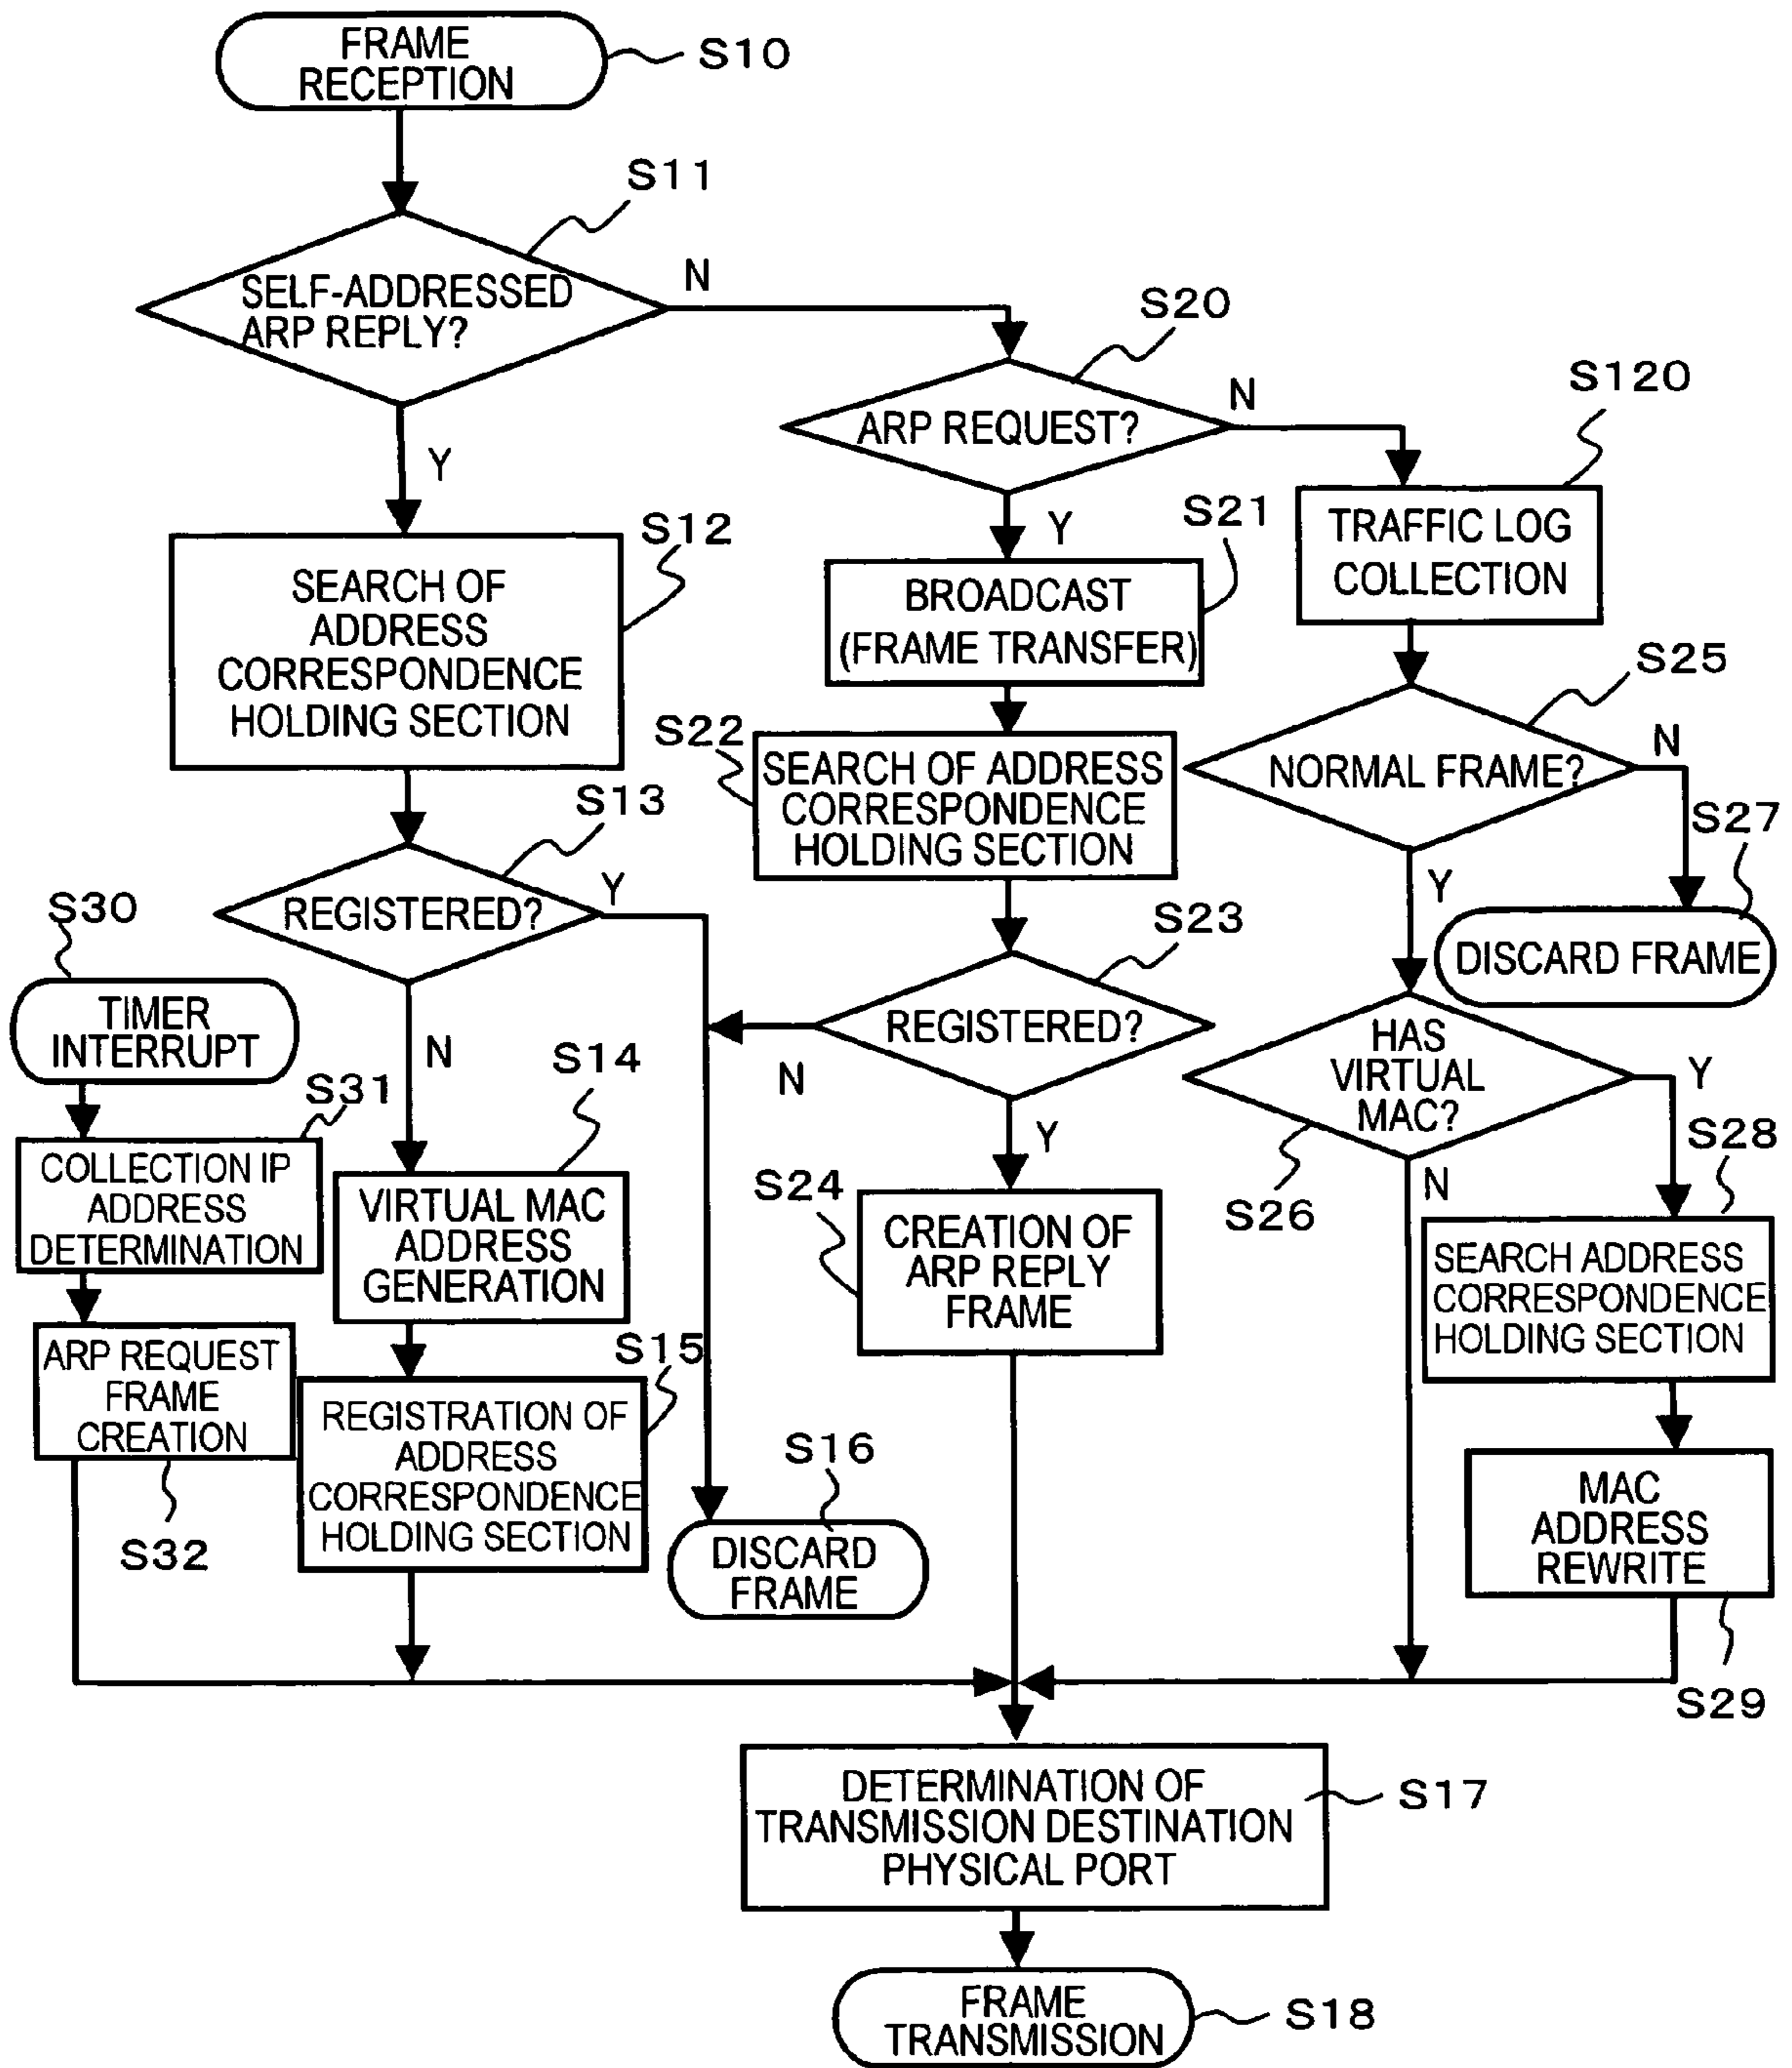 FRAME
RECEPTION
S10
S11
SELF-ADDRESSED
ARP REPLY?
N
Y
S20
ARP REQUEST?
N
Y
S120
TRAFFIC LOG
COLLECTION
S12
SEARCH OF
ADDRESS
CORRESPONDENCE
HOLDING SECTION
S21
BROADCAST
(FRAME TRANSFER)
S25
NORMAL FRAME?
N
Y
S22
SEARCH OF ADDRESS
CORRESPONDENCE
HOLDING SECTION
S13
REGISTERED?
Y
N
S27
DISCARD FRAME
S30
TIMER
INTERRUPT
S23
REGISTERED?
N
Y
HAS
VIRTUAL
MAC?
Y
N
S26
S31
COLLECTION IP
ADDRESS
DETERMINATION
S14
VIRTUAL MAC
ADDRESS
GENERATION
S24
CREATION OF
ARP REPLY
FRAME
S28
SEARCH ADDRESS
CORRESPONDENCE
HOLDING SECTION
ARP REQUEST
FRAME
CREATION
S32
S15
REGISTRATION OF
ADDRESS
CORRESPONDENCE
HOLDING SECTION
S16
DISCARD
FRAME
MAC
ADDRESS
REWRITE
S29
DETERMINATION OF
TRANSMISSION DESTINATION
PHYSICAL PORT
S17
FRAME
TRANSMISSION
S18